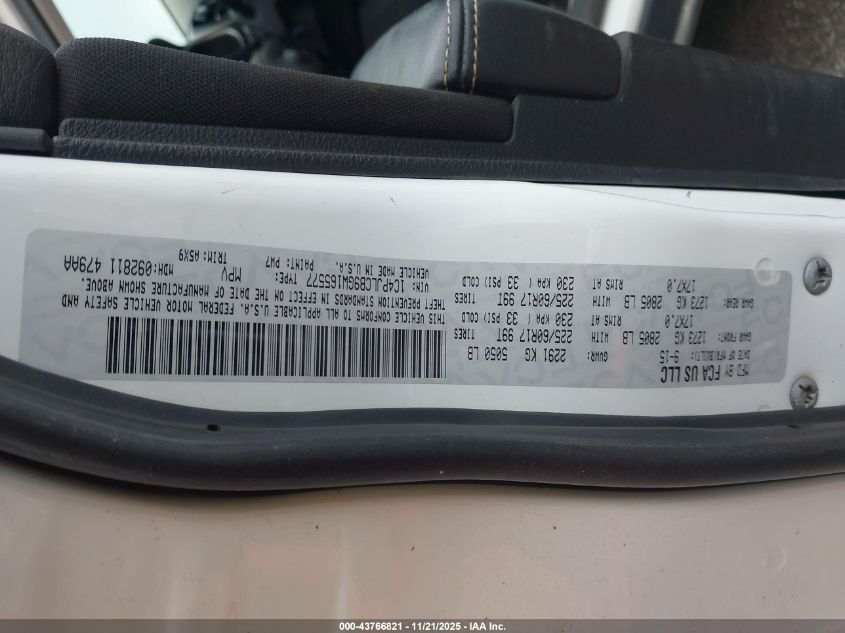 MFD BY FCA US LLC
DATE OF MFR(BUILT): 9-15
GVWR: 2291 KG 5050 LB
GAWR FRONT: 1273 KG 2805 LB WITH 225/60R17 99T TIRES
17X7.0 RIMS AT 230 KPA ( 33 PSI) COLD
GAWR REAR: 1273 KG 2805 LB WITH 225/60R17 99T TIRES
17X7.0 RIMS AT 230 KPA ( 33 PSI) COLD
THIS VEHICLE CONFORMS TO ALL APPLICABLE U.S.A. FEDERAL MOTOR VEHICLE SAFETY AND
THEFT PREVENTION STANDARDS IN EFFECT ON THE DATE OF MANUFACTURE SHOWN ABOVE.
VIN: 1C4PJLCB9GW165577 TYPE: MPV MDH:092811 479AA
VEHICLE MADE IN U.S.A. PAINT: PW7 TRIM: A5X9
000-43766821 - 11/21/2025 - IAA Inc.